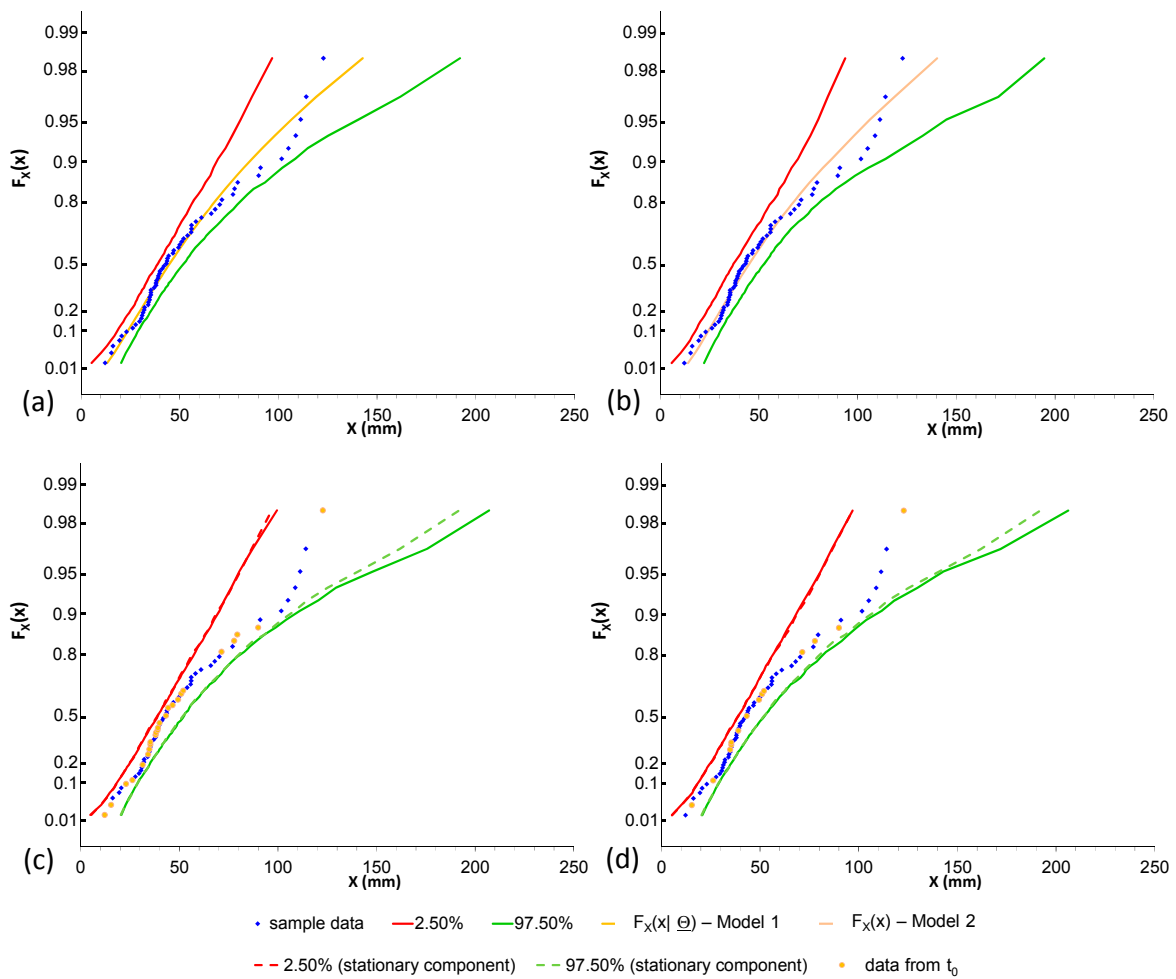 0.99
0.98
0.95
0.9
0.8
0.5
0.2
0.1
0.01
F_X(x)
(a)
0 50 100 150 200 250
X (mm)
0.99
0.98
0.95
0.9
0.8
0.5
0.2
0.1
0.01
F_X(x)
(b)
0 50 100 150 200 250
X (mm)
0.99
0.98
0.95
0.9
0.8
0.5
0.2
0.1
0.01
F_X(x)
(c)
0 50 100 150 200 250
X (mm)
0.99
0.98
0.95
0.9
0.8
0.5
0.2
0.1
0.01
F_X(x)
(d)
0 50 100 150 200 250
X (mm)
sample data 2.50% 97.50% F_X(x| Θ) – Model 1 F_X(x) – Model 2
2.50% (stationary component) 97.50% (stationary component) data from t_0